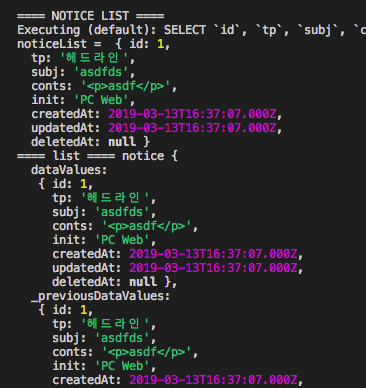 ==== NOTICE LIST ====
Executing (default): SELECT `id`, `tp`, `subj`, `c
noticeList =  { id: 1,
  tp: '헤드라인',
  subj: 'asdfds',
  conts: '<p>asdf</p>',
  init: 'PC Web',
  createdAt: 2019-03-13T16:37:07.000Z,
  updatedAt: 2019-03-13T16:37:07.000Z,
  deletedAt: null }
==== list ==== notice {
  dataValues:
   { id: 1,
     tp: '헤드라인',
     subj: 'asdfds',
     conts: '<p>asdf</p>',
     init: 'PC Web',
     createdAt: 2019-03-13T16:37:07.000Z,
     updatedAt: 2019-03-13T16:37:07.000Z,
     deletedAt: null },
  _previousDataValues:
   { id: 1,
     tp: '헤드라인',
     subj: 'asdfds',
     conts: '<p>asdf</p>',
     init: 'PC Web',
     createdAt: 2019-03-13T16:37:07.000Z,